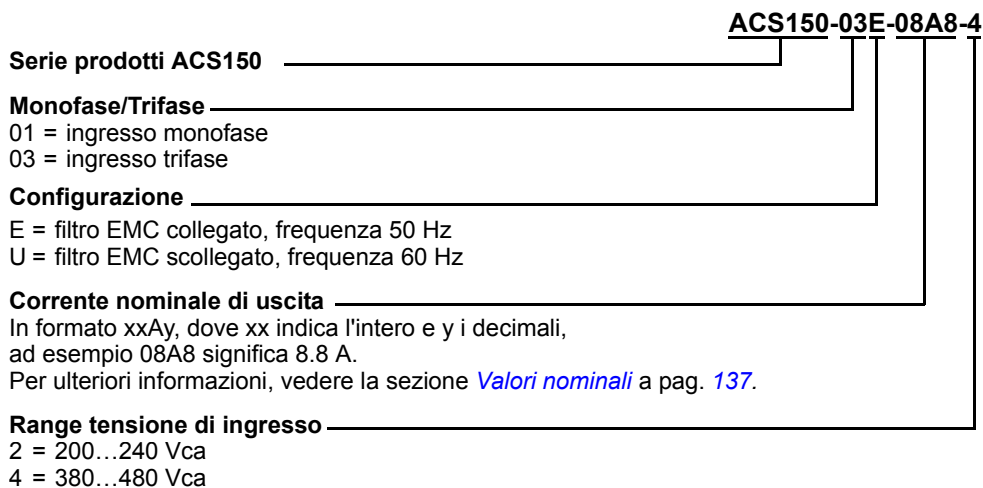 ACS150-03E-08A8-4
Serie prodotti ACS150
Monofase/Trifase
01 = ingresso monofase
03 = ingresso trifase
Configurazione
E = filtro EMC collegato, frequenza 50 Hz
U = filtro EMC scollegato, frequenza 60 Hz
Corrente nominale di uscita
In formato xxAy, dove xx indica l'intero e y i decimali,
ad esempio 08A8 significa 8.8 A.
Per ulteriori informazioni, vedere la sezione Valori nominali a pag. 137.
Range tensione di ingresso
2 = 200…240 Vca
4 = 380…480 Vca